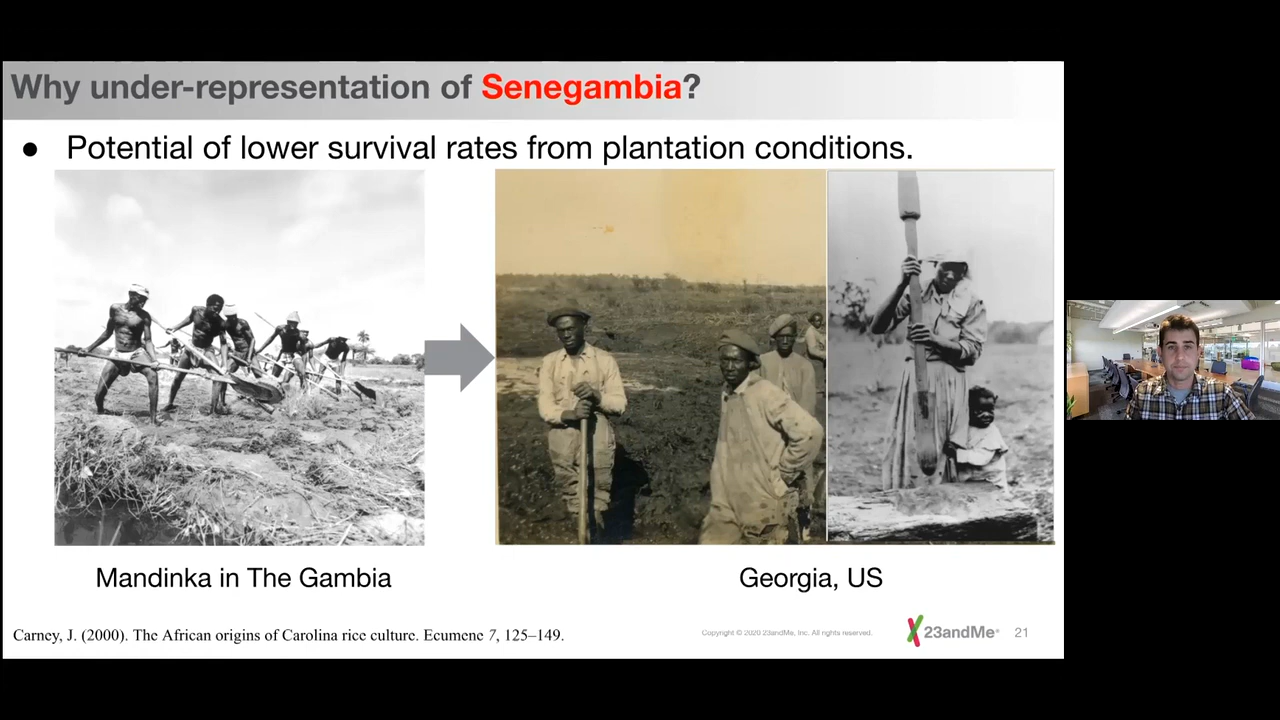 Why under-representation of Senegambia?
● Potential of lower survival rates from plantation conditions.
Mandinka in The Gambia
Georgia, US
Carney, J. (2000). The African origins of Carolina rice culture. Ecumene 7, 125–149.
Copyright © 2020 23andMe, Inc. All rights reserved.
23andMe®
21